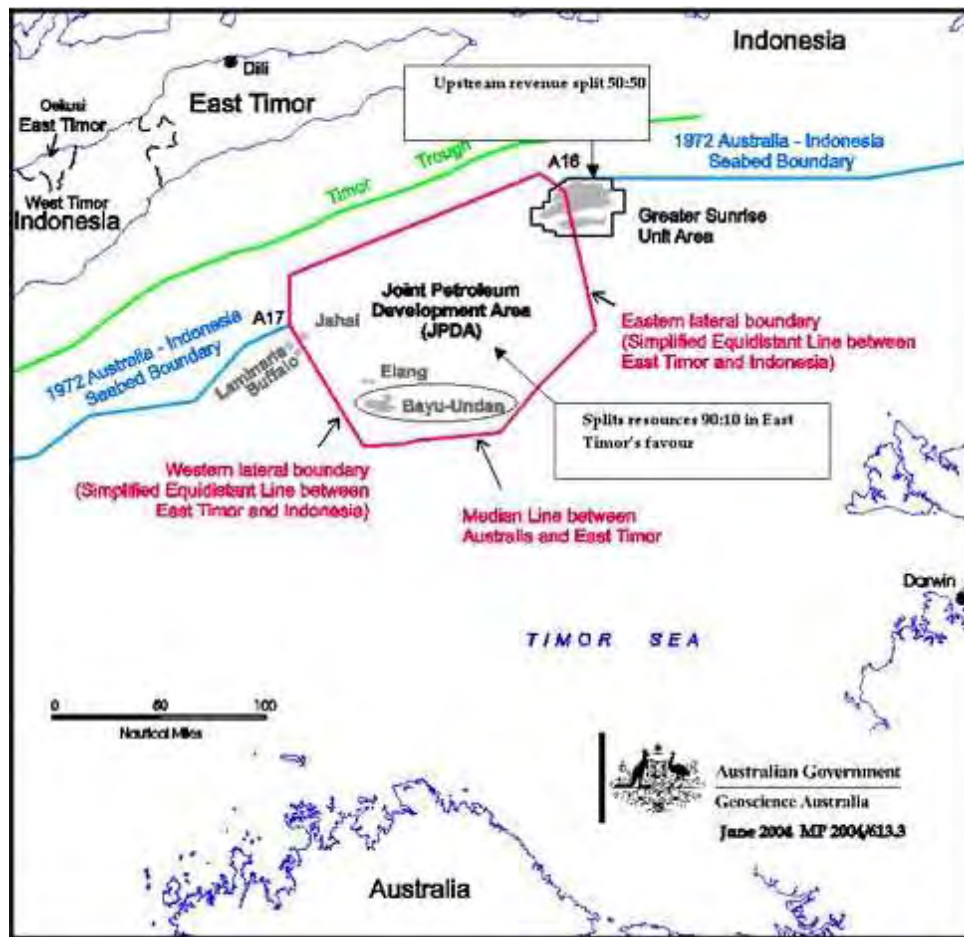 Indonesia
Dili
East Timor
Oekusi
East Timor
West Timor
Indonesia
Upstream revenue split 50:50
Timor Trough
A16
1972 Australia - Indonesia
Seabed Boundary
Greater Sunrise
Unit Area
Joint Petroleum
Development Area
(JPDA)
A17
Jahal
1972 Australia - Indonesia
Seabed Boundary
Laminaria
Buffalo
Elang
Bayu-Undan
Eastern lateral boundary
(Simplified Equidistant Line between
East Timor and Indonesia)
Splits resources 90:10 in East
Timor's favour
Western lateral boundary
(Simplified Equidistant Line between
East Timor and Indonesia)
Median Line between
Australia and East Timor
Darwin
TIMOR SEA
0 50 100
Nautical Miles
Australian Government
Geoscience Australia
June 2004 MP 2004/613.3
Australia